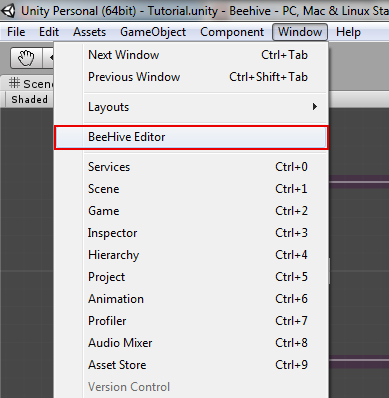 Unity Personal (64bit) - Tutorial.unity - Beehive - PC, Mac & Linux Sta
File Edit Assets GameObject Component Window Help
Next Window Ctrl+Tab
Previous Window Ctrl+Shift+Tab
Scene
Shaded
Layouts
BeeHive Editor
Services Ctrl+0
Scene Ctrl+1
Game Ctrl+2
Inspector Ctrl+3
Hierarchy Ctrl+4
Project Ctrl+5
Animation Ctrl+6
Profiler Ctrl+7
Audio Mixer Ctrl+8
Asset Store Ctrl+9
Version Control